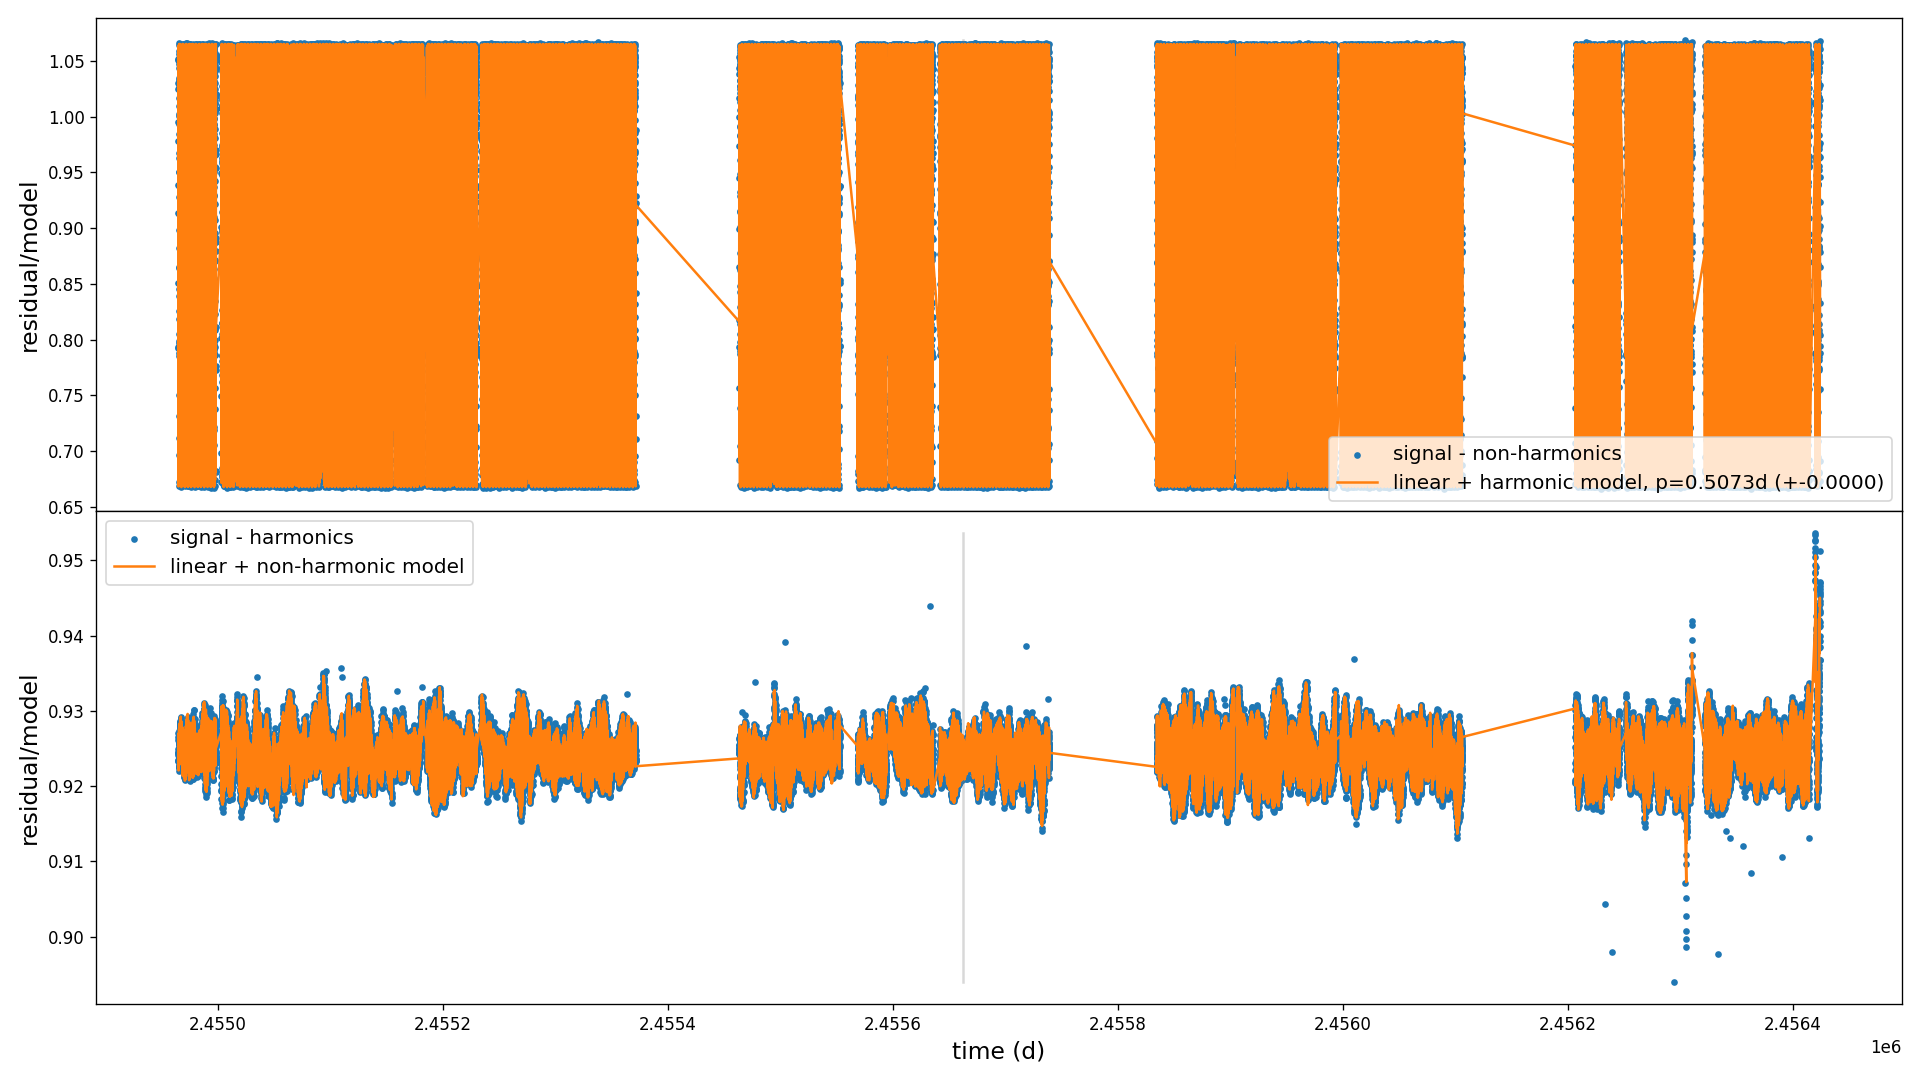 residual/model
1.05
1.00
0.95
0.90
0.85
0.80
0.75
0.70
0.65
signal - non-harmonics
linear + harmonic model, p=0.5073d (+-0.0000)
residual/model
0.95
0.94
0.93
0.92
0.91
0.90
signal - harmonics
linear + non-harmonic model
2.4550 2.4552 2.4554 2.4556 2.4558 2.4560 2.4562 2.4564
1e6
time (d)